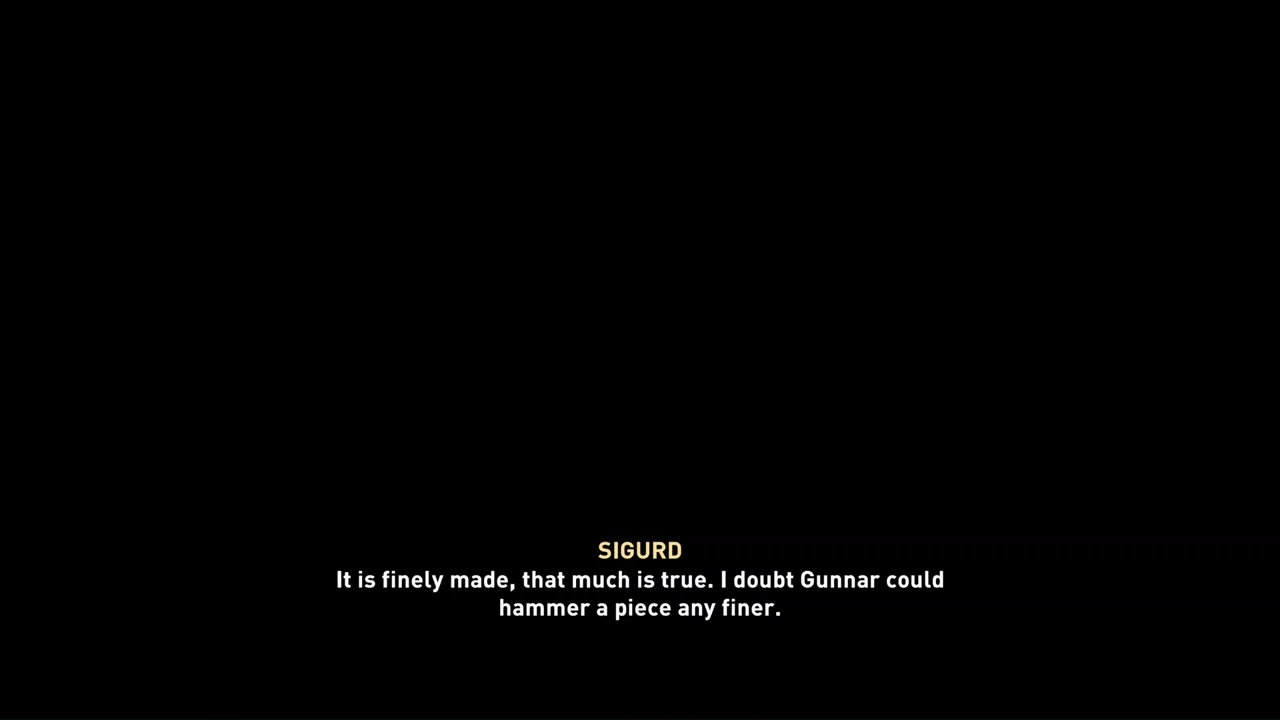 SIGURD
It is finely made, that much is true. I doubt Gunnar could
hammer a piece any finer.